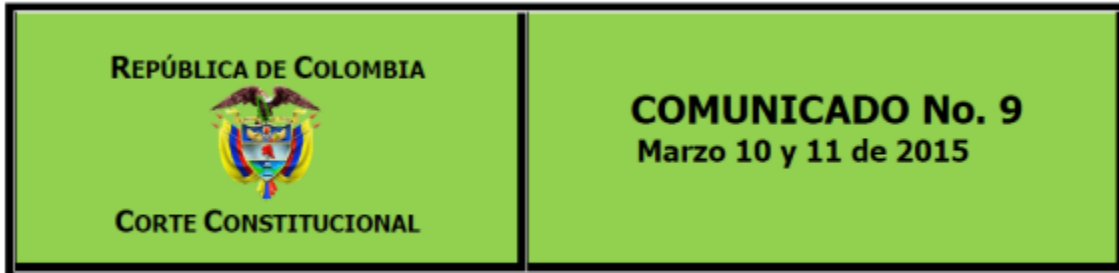 REPÚBLICA DE COLOMBIA
CORTE CONSTITUCIONAL
COMUNICADO No. 9
Marzo 10 y 11 de 2015